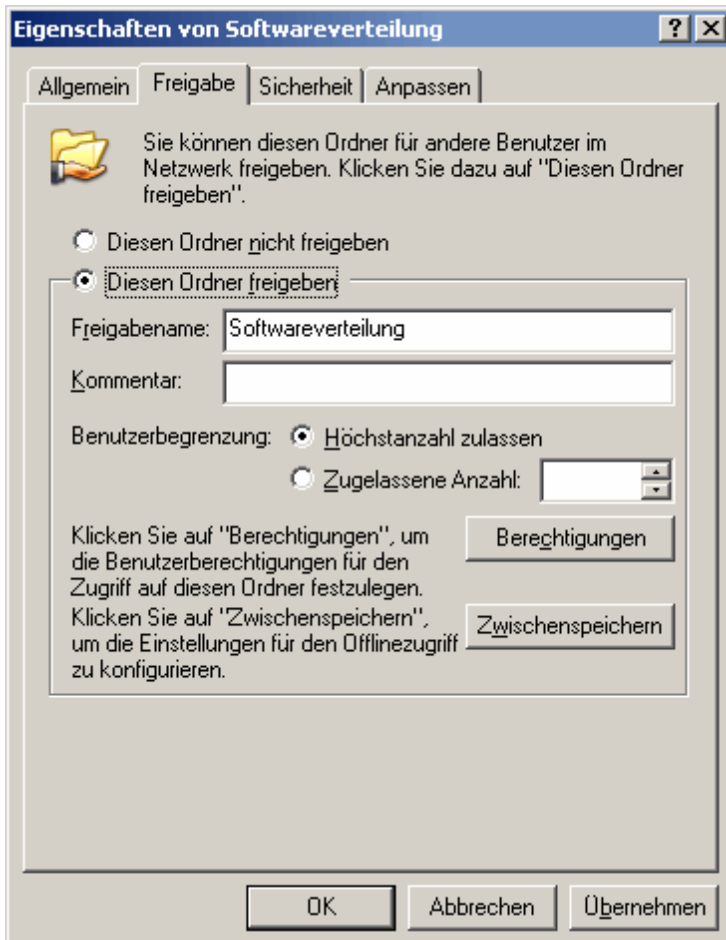 Eigenschaften von Softwareverteilung
Allgemein Freigabe Sicherheit Anpassen
Sie können diesen Ordner für andere Benutzer im
Netzwerk freigeben. Klicken Sie dazu auf "Diesen Ordner
freigeben".
Diesen Ordner nicht freigeben
Diesen Ordner freigeben
Freigabename: Softwareverteilung
Kommentar:
Benutzerbegrenzung: Höchstanzahl zulassen
Zugelassene Anzahl:
Klicken Sie auf "Berechtigungen", um
die Benutzerberechtigungen für den
Zugriff auf diesen Ordner festzulegen.
Berechtigungen
Klicken Sie auf "Zwischenspeichern",
um die Einstellungen für den Offlinezugriff
zu konfigurieren.
Zwischenspeichern
OK Abbrechen Übernehmen